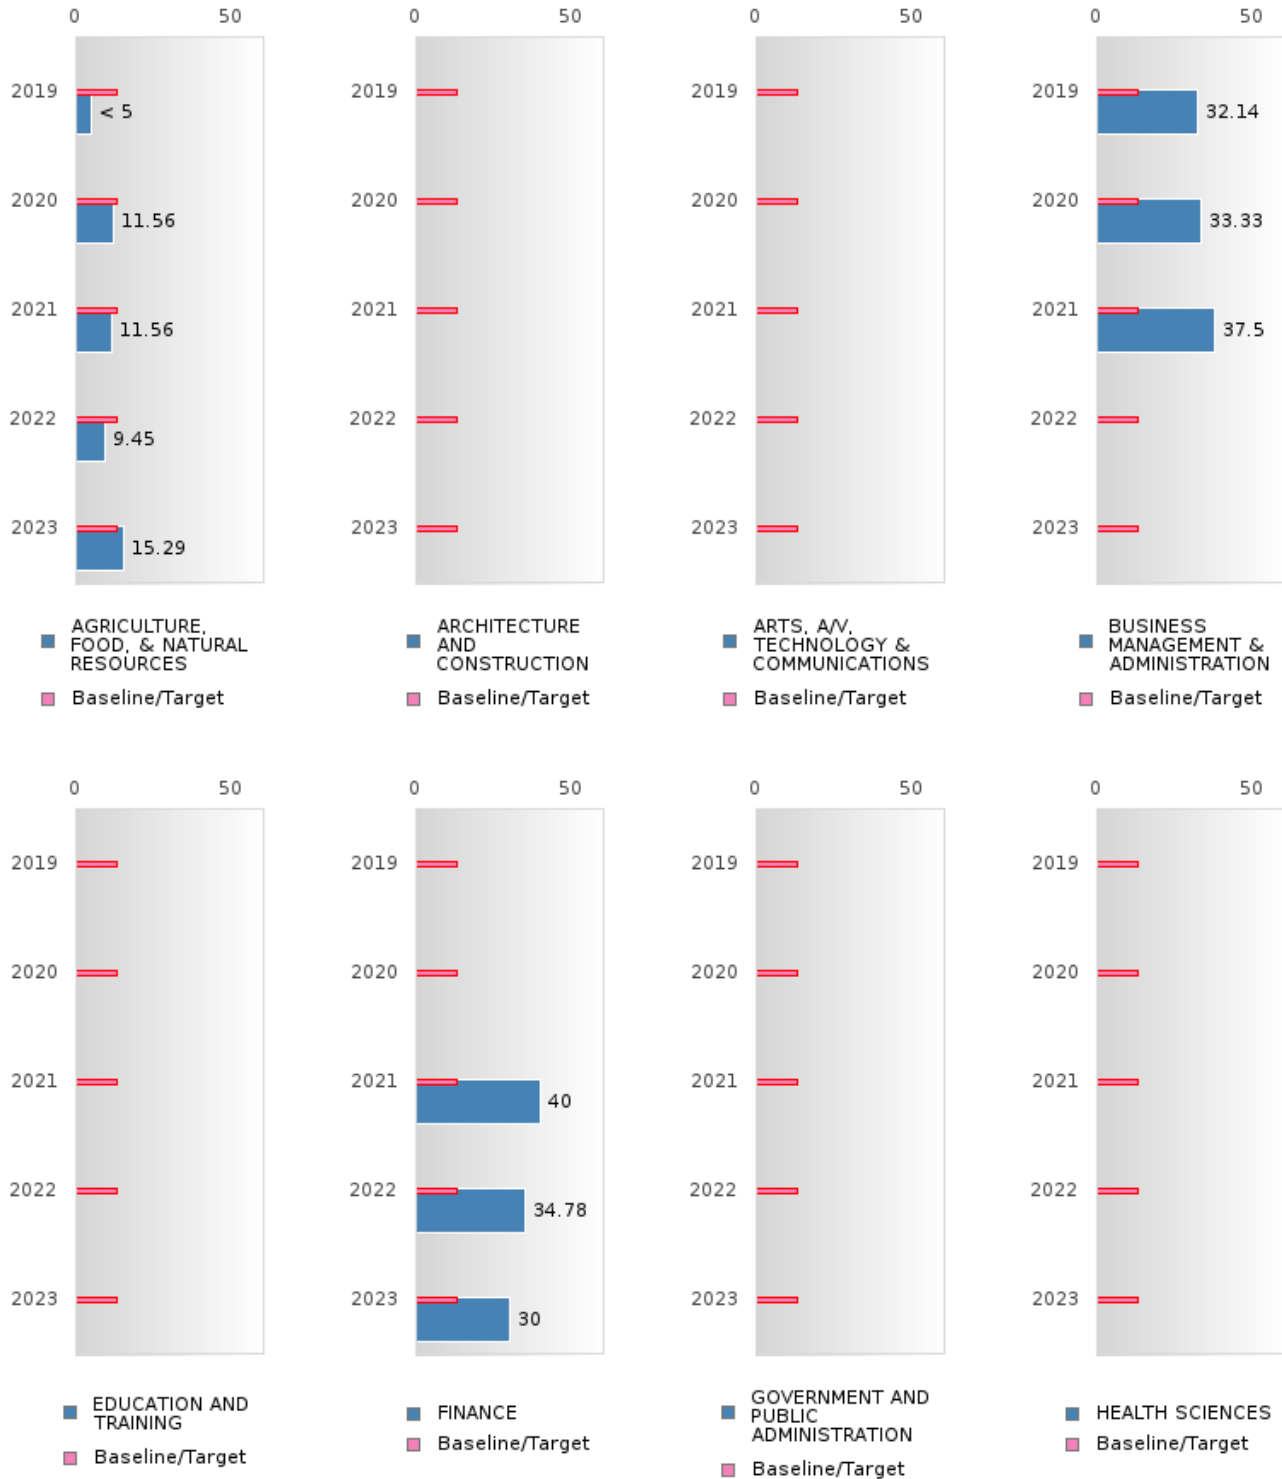 0 50
2019
< 5
2020
11.56
2021
11.56
2022
9.45
2023
15.29
AGRICULTURE,
FOOD, & NATURAL
RESOURCES
Baseline/Target
0 50
2019
2020
2021
2022
2023
ARCHITECTURE
AND
CONSTRUCTION
Baseline/Target
0 50
2019
2020
2021
2022
2023
ARTS, A/V,
TECHNOLOGY &
COMMUNICATIONS
Baseline/Target
0 50
2019
32.14
2020
33.33
2021
37.5
2022
2023
BUSINESS
MANAGEMENT &
ADMINISTRATION
Baseline/Target
0 50
2019
2020
2021
2022
2023
EDUCATION AND
TRAINING
Baseline/Target
0 50
2019
2020
2021
40
2022
34.78
2023
30
FINANCE
Baseline/Target
0 50
2019
2020
2021
2022
2023
GOVERNMENT AND
PUBLIC
ADMINISTRATION
Baseline/Target
0 50
2019
2020
2021
2022
2023
HEALTH SCIENCES
Baseline/Target